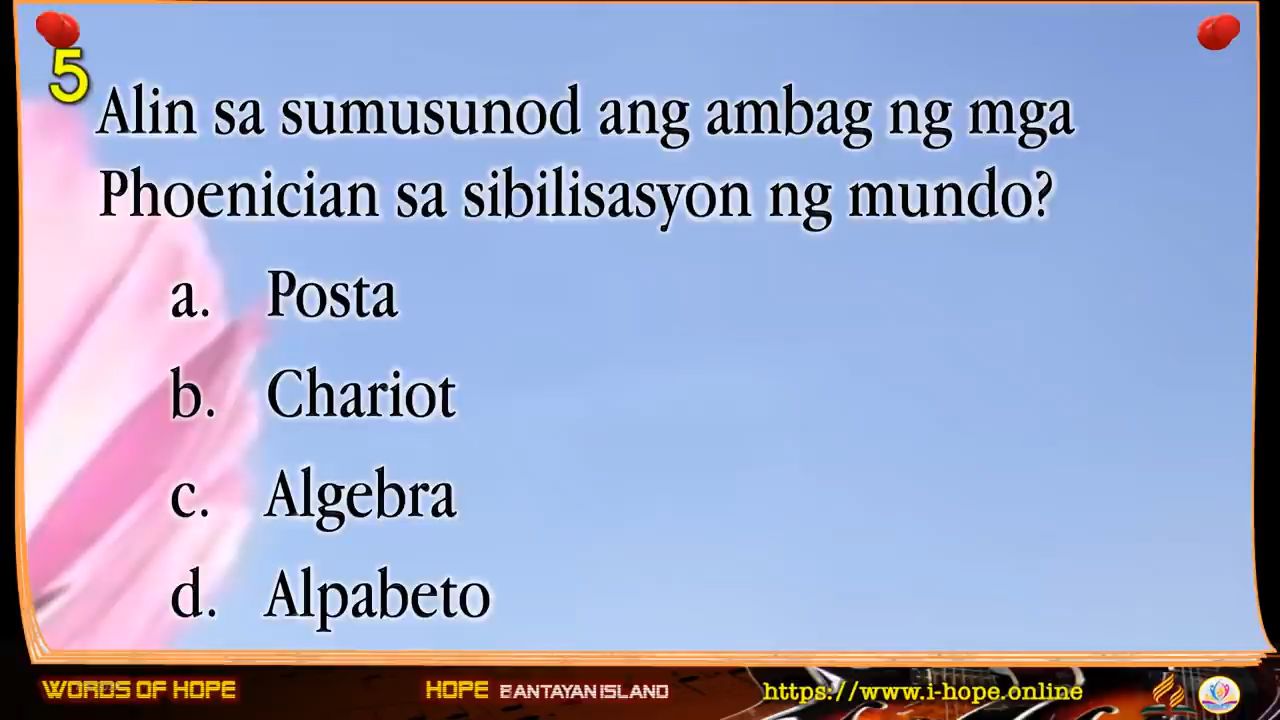 5
Alin sa sumusunod ang ambag ng mga
Phoenician sa sibilisasyon ng mundo?
a. Posta
b. Chariot
c. Algebra
d. Alpabeto
WORDS OF HOPE HOPE BANTAYAN ISLAND https://www.i-hope.online